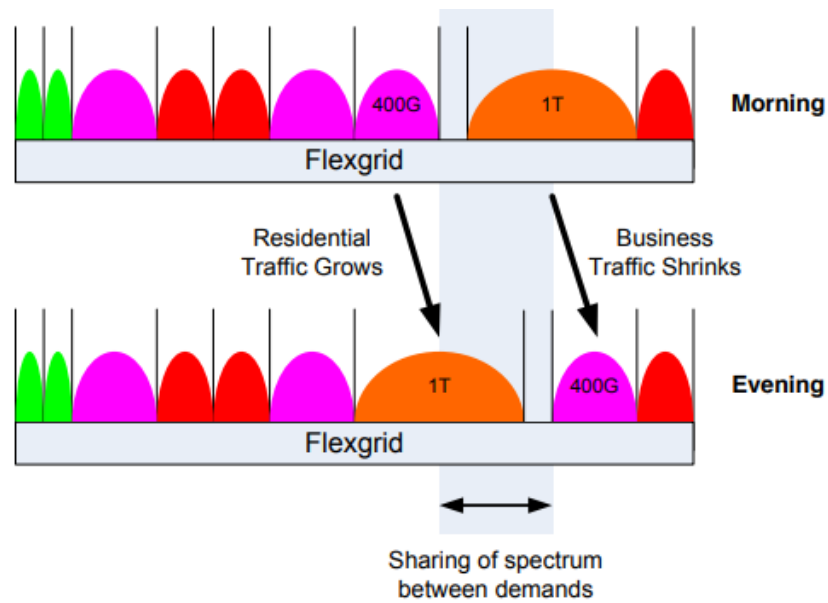 400G
1T
Morning
Flexgrid
Residential
Traffic Grows
Business
Traffic Shrinks
1T
400G
Evening
Flexgrid
Sharing of spectrum
between demands